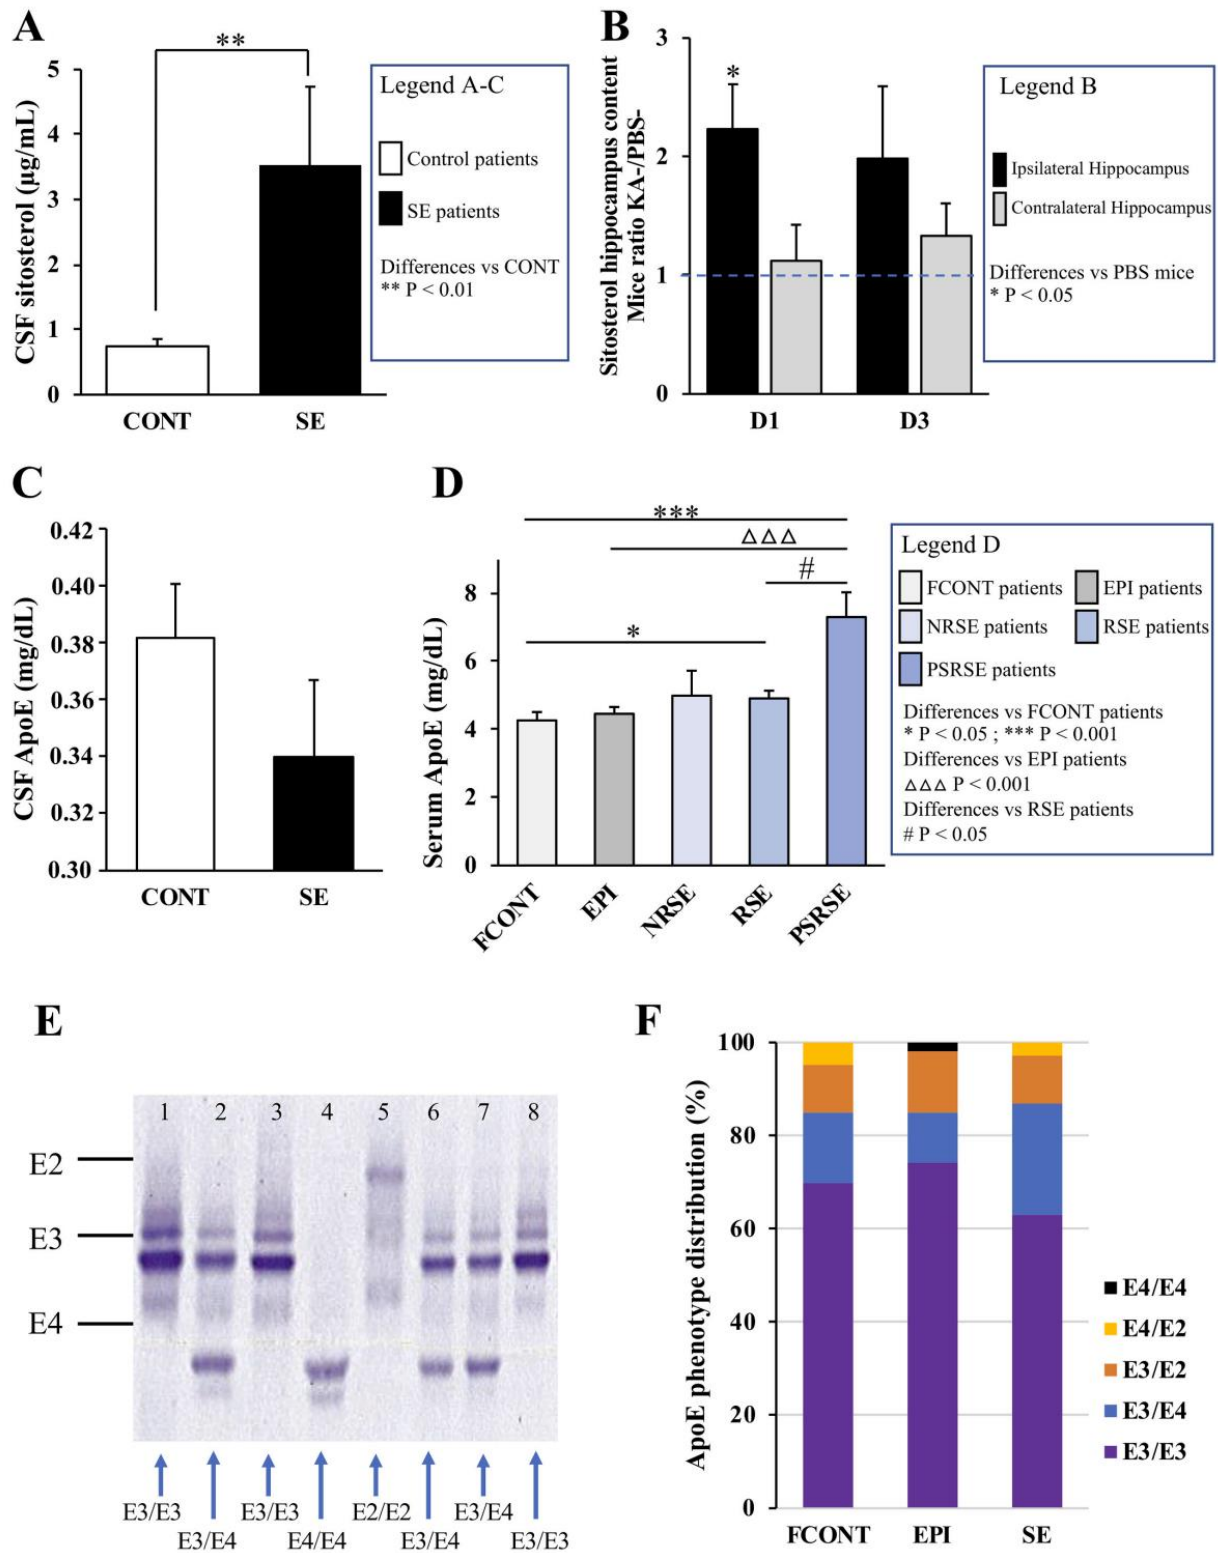 A
**
5
4
3
2
1
0
CSF sitosterol (µg/mL)
CONT
SE
Legend A-C
Control patients
SE patients
Differences vs CONT
** P < 0.01
B
3
2
1
0
Sitosterol hippocampus content
Mice ratio KA-/PBS-
*
D1
D3
Legend B
Ipsilateral Hippocampus
Contralateral Hippocampus
Differences vs PBS mice
* P < 0.05
C
0.42
0.40
0.38
0.36
0.34
0.32
0.30
CSF ApoE (mg/dL)
CONT
SE
D
***
△△△
#
*
8
6
4
2
0
Serum ApoE (mg/dL)
FCONT
EPI
NRSE
RSE
PSRSE
Legend D
FCONT patients
EPI patients
NRSE patients
RSE patients
PSRSE patients
Differences vs FCONT patients
* P < 0.05 ; *** P < 0.001
Differences vs EPI patients
△△△ P < 0.001
Differences vs RSE patients
# P < 0.05
E
1 2 3 4 5 6 7 8
E2
E3
E4
E3/E3
E3/E4
E3/E3
E4/E4
E2/E2
E3/E4
E3/E4
E3/E3
F
100
80
60
40
20
0
ApoE phenotype distribution (%)
FCONT
EPI
SE
E4/E4
E4/E2
E3/E2
E3/E4
E3/E3